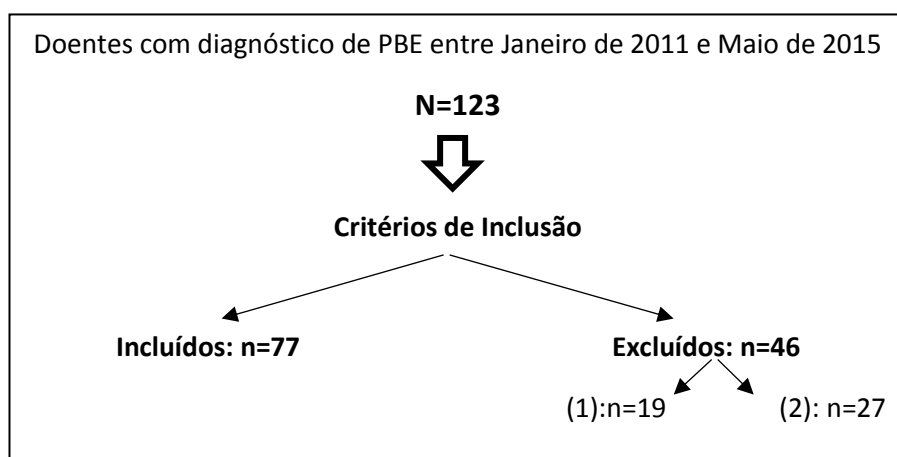 Doentes com diagnóstico de PBE entre Janeiro de 2011 e Maio de 2015
N=123
Critérios de Inclusão
Incluídos: n=77
Excluídos: n=46
(1):n=19
(2): n=27